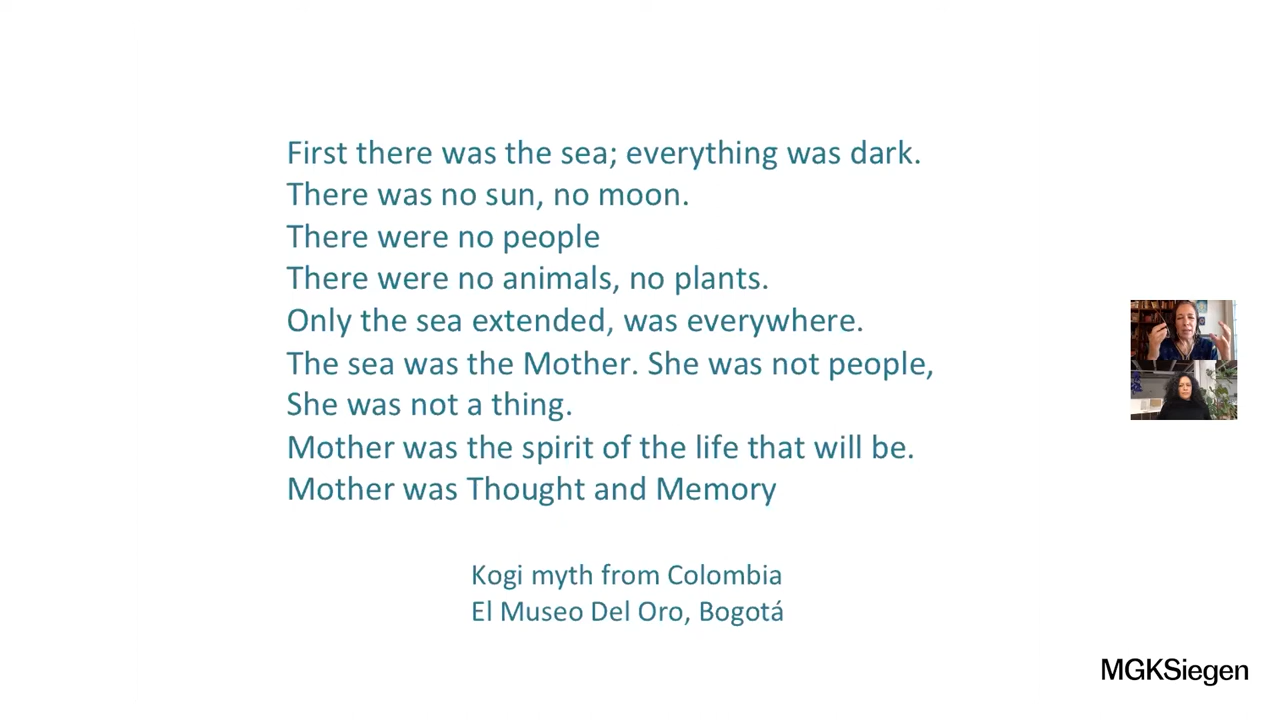 First there was the sea; everything was dark.
There was no sun, no moon.
There were no people
There were no animals, no plants.
Only the sea extended, was everywhere.
The sea was the Mother. She was not people,
She was not a thing.
Mother was the spirit of the life that will be.
Mother was Thought and Memory
Kogi myth from Colombia
El Museo Del Oro, Bogotá
MGKSiegen